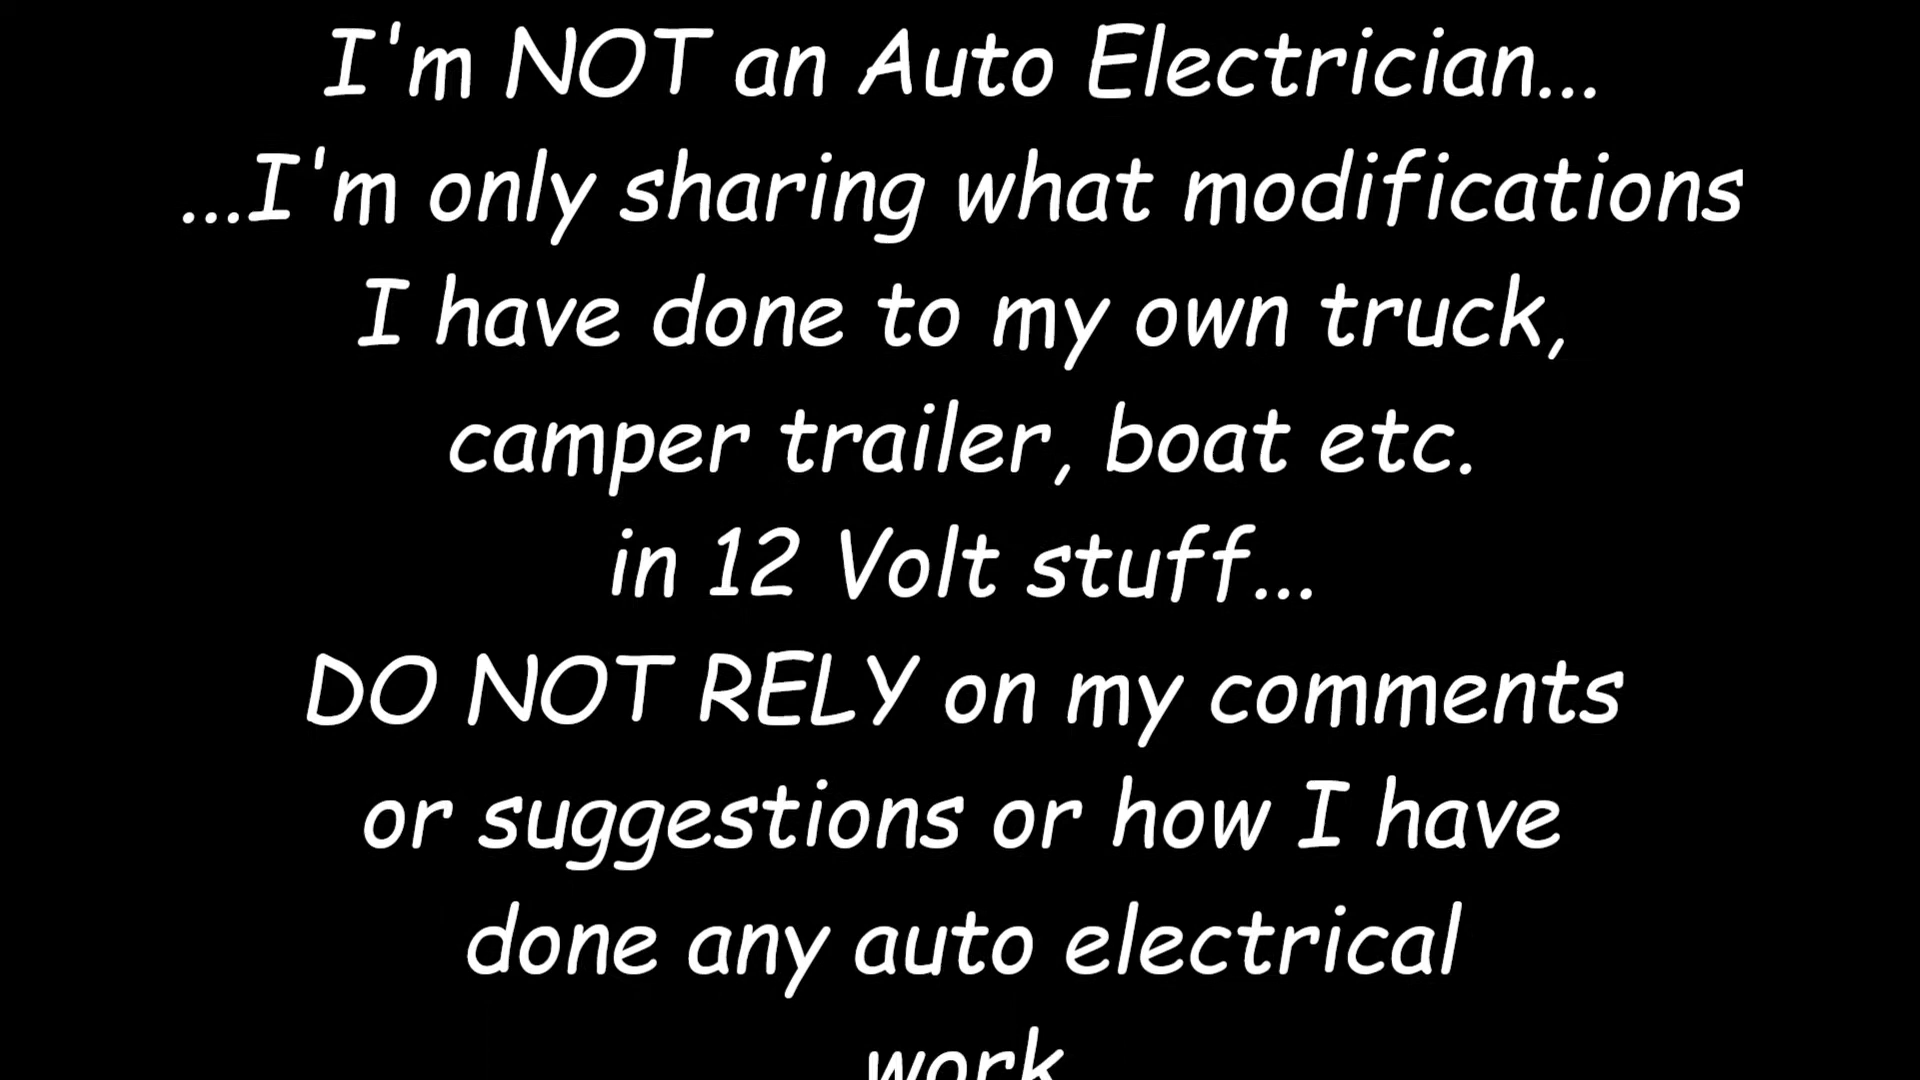 I'm NOT an Auto Electrician...
...I'm only sharing what modifications
I have done to my own truck,
camper trailer, boat etc.
in 12 Volt stuff...
DO NOT RELY on my comments
or suggestions or how I have
done any auto electrical
work